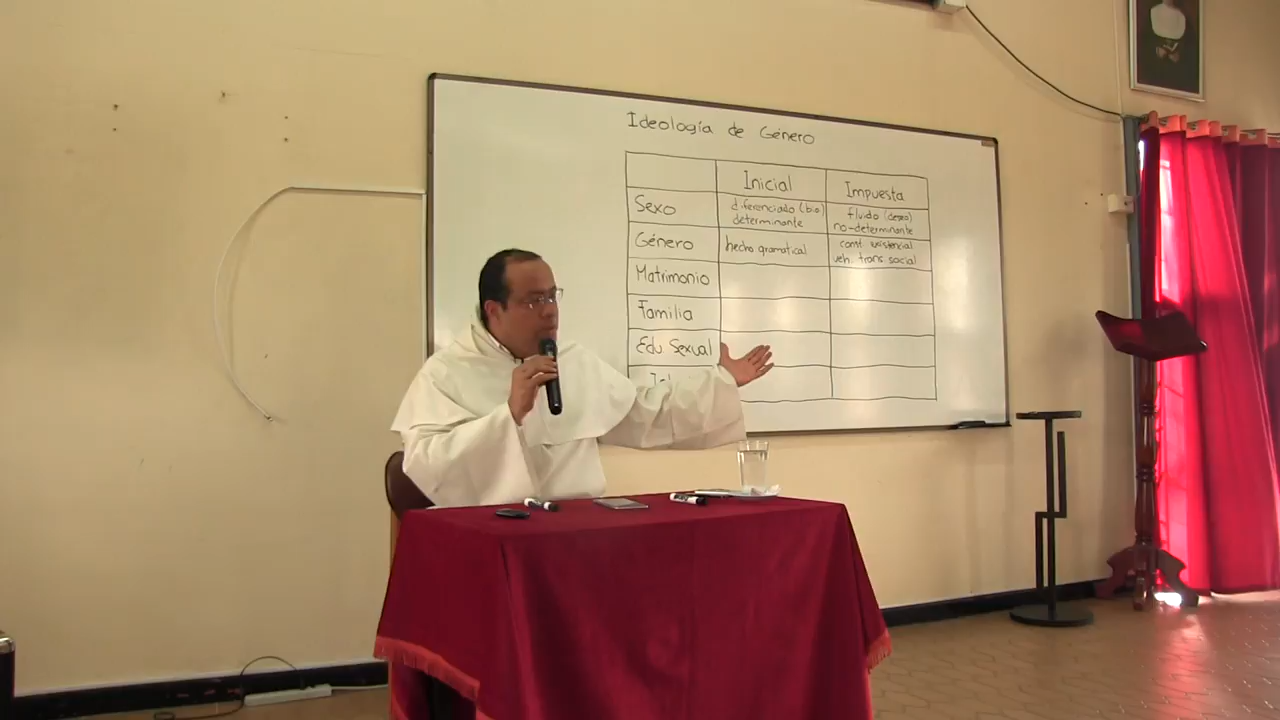 Ideología de Género
Inicial Impuesta
Sexo
diferenciado (bio)
determinante
fluido (deseo)
no-determinante
Género
hecho gramatical
const. existencial
veh. trans. social
Matrimonio
Familia
Edu Sexual